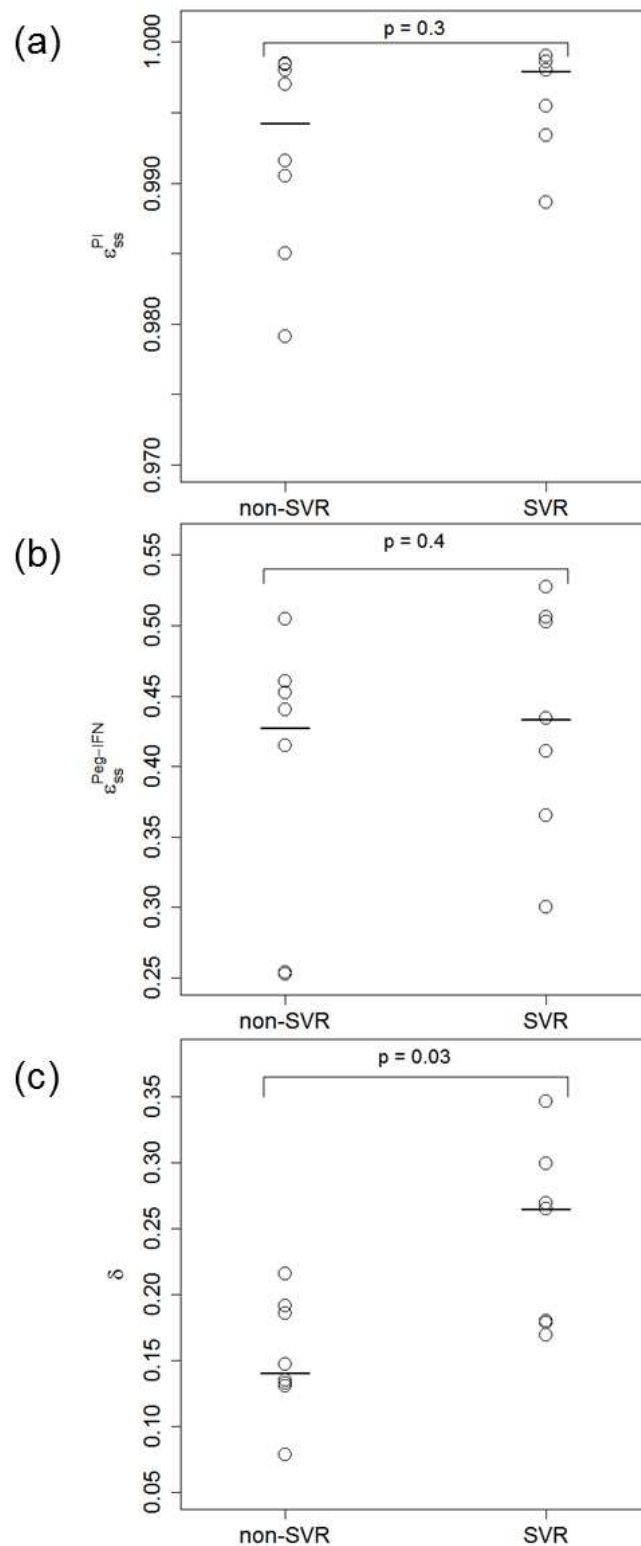 (a)
p = 0.3
1.000
0.990
0.980
0.970
ε_ss^PI
non-SVR SVR
(b)
p = 0.4
0.55
0.50
0.45
0.40
0.35
0.30
0.25
ε_ss^Peg-IFN
non-SVR SVR
(c)
p = 0.03
0.35
0.30
0.25
0.20
0.15
0.10
0.05
δ
non-SVR SVR